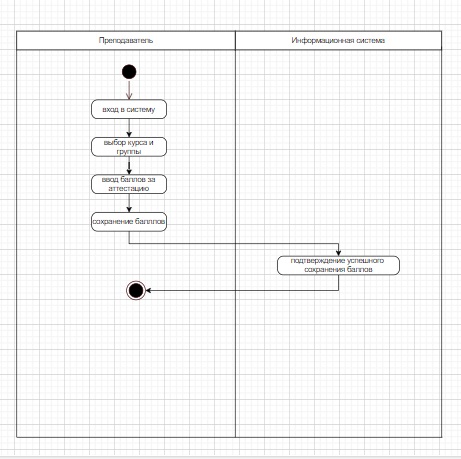 Преподаватель
Информационная система
вход в систему
выбор курса и
группы
ввод баллов за
аттестацию
сохранение балллов
подтверждение успешного
сохранения баллов